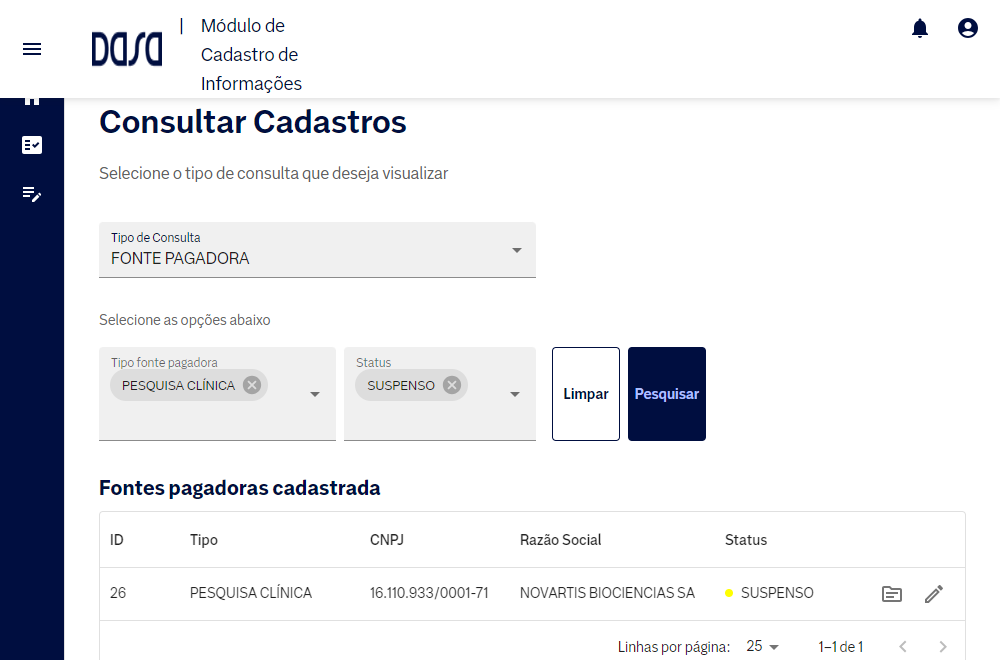 DASA
|
Módulo de
Cadastro de
Informações
Consultar Cadastros
Selecione o tipo de consulta que deseja visualizar
Tipo de Consulta
FONTE PAGADORA
Selecione as opções abaixo
Tipo fonte pagadora
PESQUISA CLÍNICA
Status
SUSPENSO
Limpar
Pesquisar
Fontes pagadoras cadastrada
ID Tipo CNPJ Razão Social Status
26 PESQUISA CLÍNICA 16.110.933/0001-71 NOVARTIS BIOCIENCIAS SA SUSPENSO
Linhas por página: 25 1–1 de 1